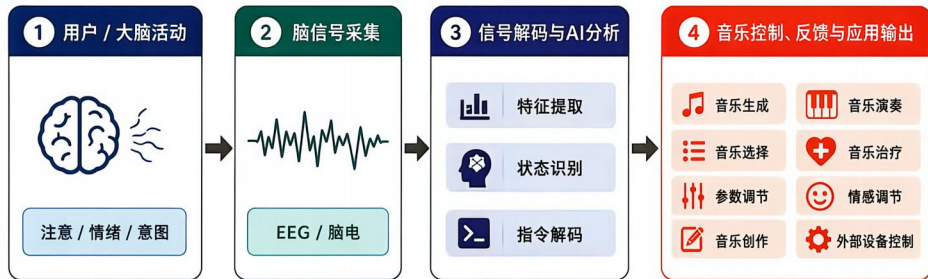 1 用户 / 大脑活动
注意 / 情绪 / 意图
2 脑信号采集
EEG / 脑电
3 信号解码与AI分析
特征提取
状态识别
指令解码
4 音乐控制、反馈与应用输出
音乐生成
音乐演奏
音乐选择
音乐治疗
参数调节
情感调节
音乐创作
外部设备控制